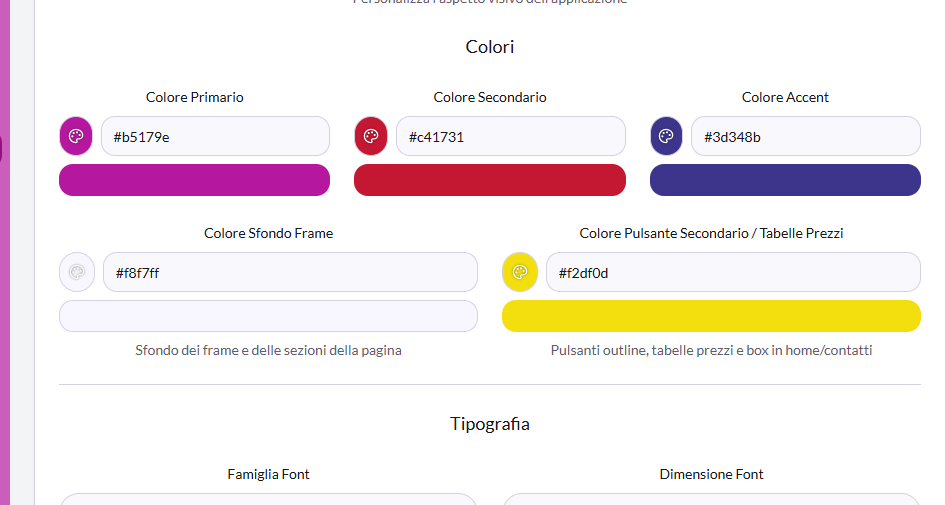 Personalizza l'aspetto visivo dell'applicazione
Colori
Colore Primario
Colore Secondario
Colore Accent
#b5179e
#c41731
#3d348b
Colore Sfondo Frame
Colore Pulsante Secondario / Tabelle Prezzi
#f8f7ff
#f2df0d
Sfondo dei frame e delle sezioni della pagina
Pulsanti outline, tabelle prezzi e box in home/contatti
Tipografia
Famiglia Font
Dimensione Font